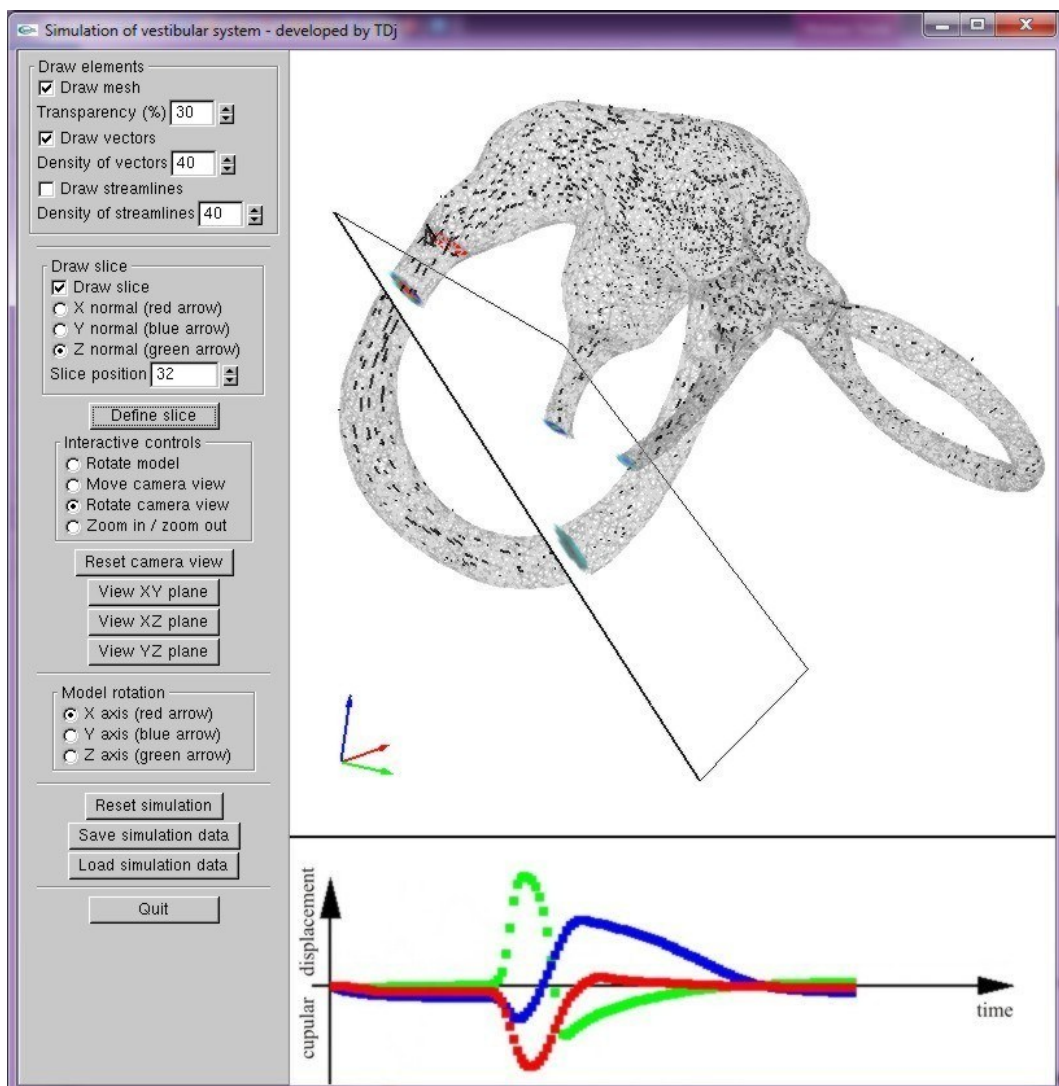 Simulation of vestibular system - developed by TDj
Draw elements
Draw mesh
Transparency (%) 30
Draw vectors
Density of vectors 40
Draw streamlines
Density of streamlines 40
Draw slice
Draw slice
X normal (red arrow)
Y normal (blue arrow)
Z normal (green arrow)
Slice position 32
Define slice
Interactive controls
Rotate model
Move camera view
Rotate camera view
Zoom in / zoom out
Reset camera view
View XY plane
View XZ plane
View YZ plane
Model rotation
X axis (red arrow)
Y axis (blue arrow)
Z axis (green arrow)
Reset simulation
Save simulation data
Load simulation data
Quit
cupular displacement
time